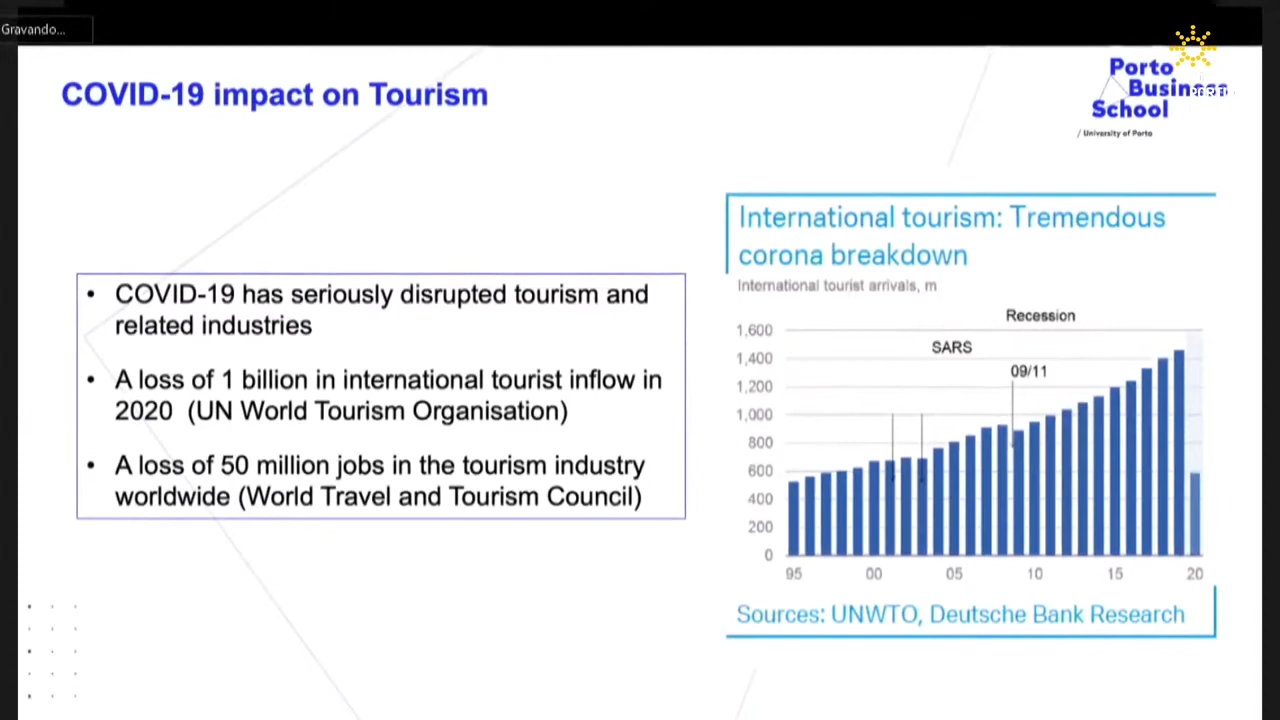 Gravando...
COVID-19 impact on Tourism
Porto
Business
School
/ University of Porto
• COVID-19 has seriously disrupted tourism and
related industries
• A loss of 1 billion in international tourist inflow in
2020 (UN World Tourism Organisation)
• A loss of 50 million jobs in the tourism industry
worldwide (World Travel and Tourism Council)
International tourism: Tremendous
corona breakdown
International tourist arrivals, m
Recession
SARS
09/11
1,600
1,400
1,200
1,000
800
600
400
200
0
95 00 05 10 15 20
Sources: UNWTO, Deutsche Bank Research